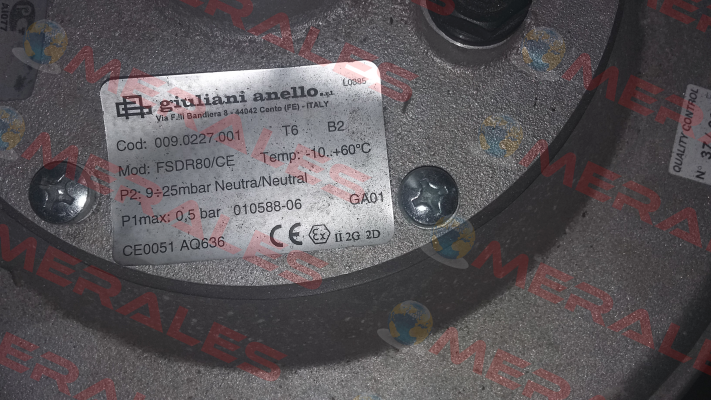 L0385
giuliani anello s.r.l
Via F.lli Bandiera 8 - 44042 Cento (FE) - ITALY
Cod: 009.0227.001 T6 B2
Mod: FSDR80/CE Temp: -10..+60°C
P2: 9÷25mbar Neutra/Neutral
P1max: 0,5 bar 010588-06 GA01
CE0051 AQ636 CE Ex II 2G 2D
QUALITY CONTROL
N° 37/
OMERALES